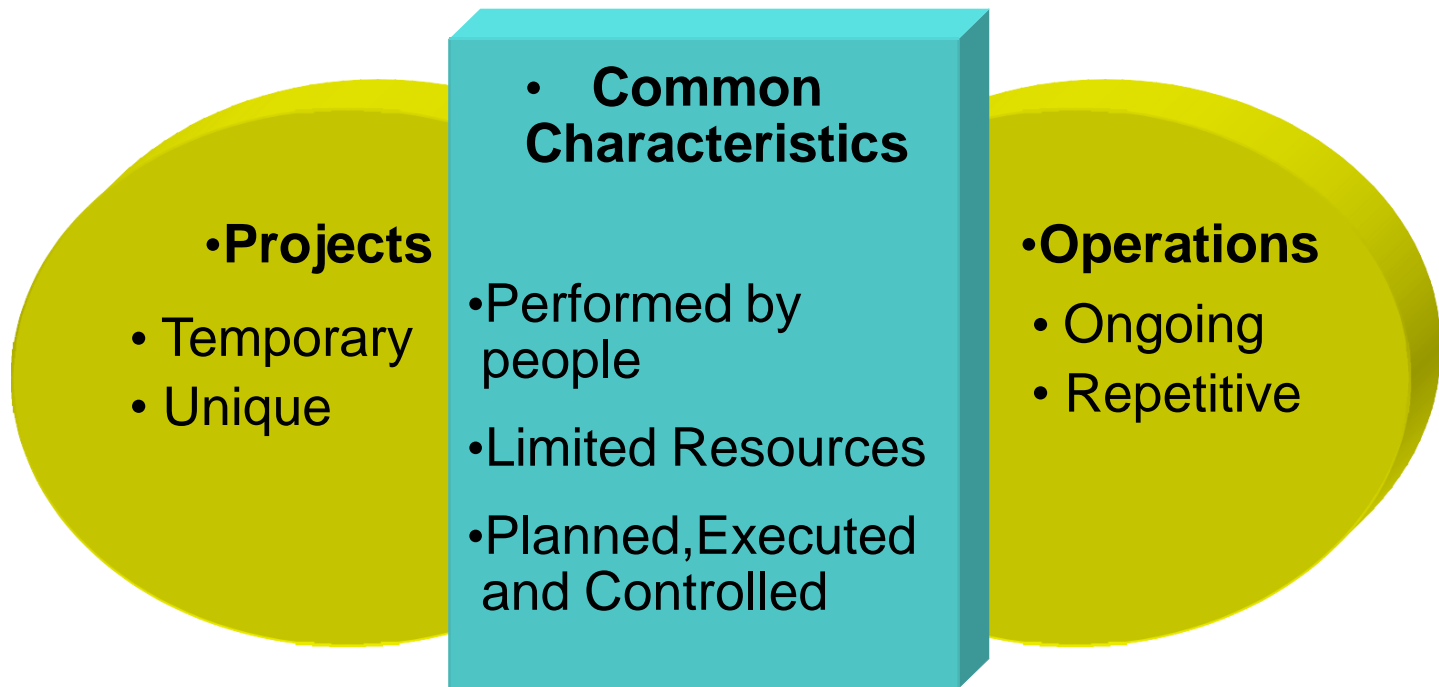 •Projects
• Temporary
• Unique
• Common
Characteristics
•Performed by
people
•Limited Resources
•Planned,Executed
and Controlled
•Operations
• Ongoing
• Repetitive